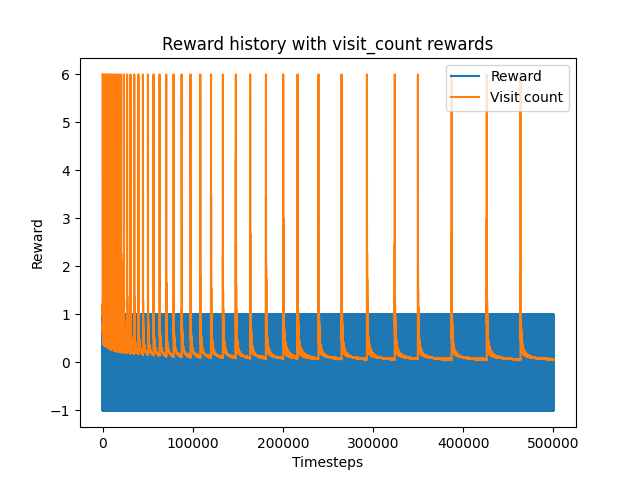 Reward history with visit_count rewards
Reward
Visit count
6
5
4
3
2
1
0
−1
Reward
0
100000
200000
300000
400000
500000
Timesteps